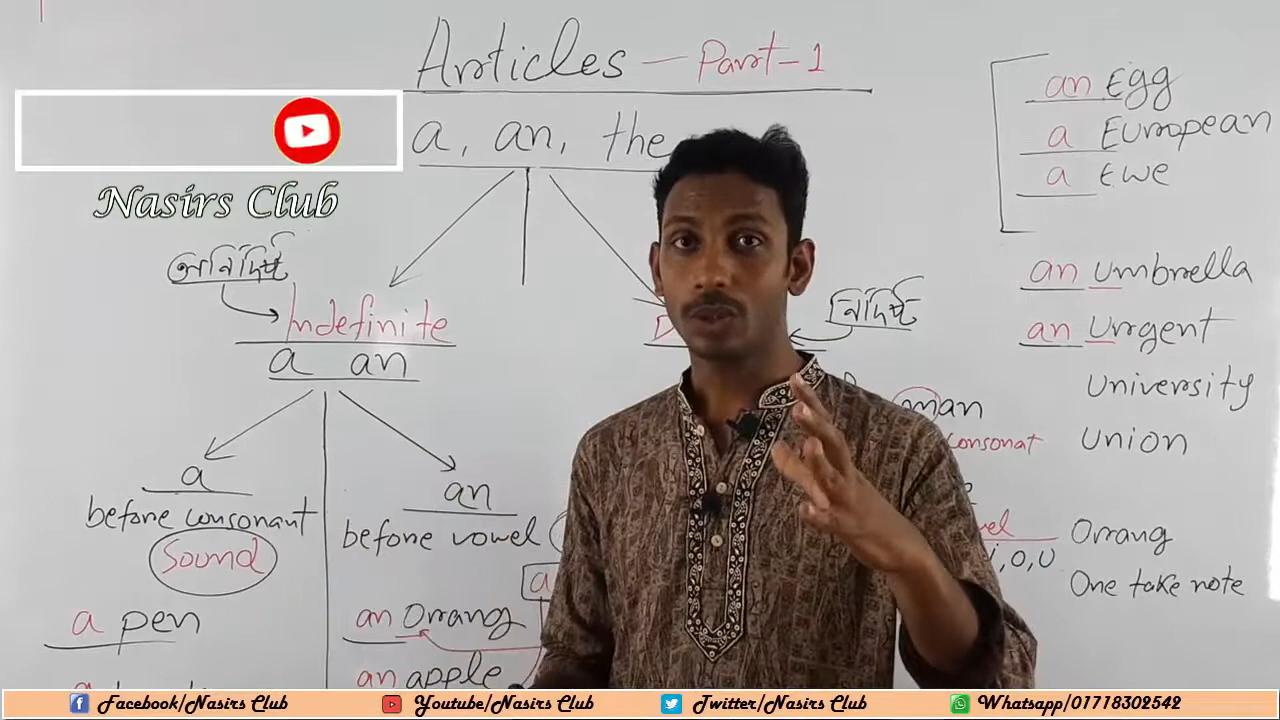 Articles - Part-1
a, an, the
Nasirs Club
অনির্দিষ্ট
Indefinite
a an
নির্দিষ্ট
a
before consonant
Sound
a pen
an
before vowel
an Orrang
an apple
man
consonat
an Egg
a European
a Ewe
an umbrella
an Urgent
University
Union
i, o, u
Orrang
One take note
Facebook/Nasirs Club
Youtube/Nasirs Club
Twitter/Nasirs Club
Whatsapp/01778302542